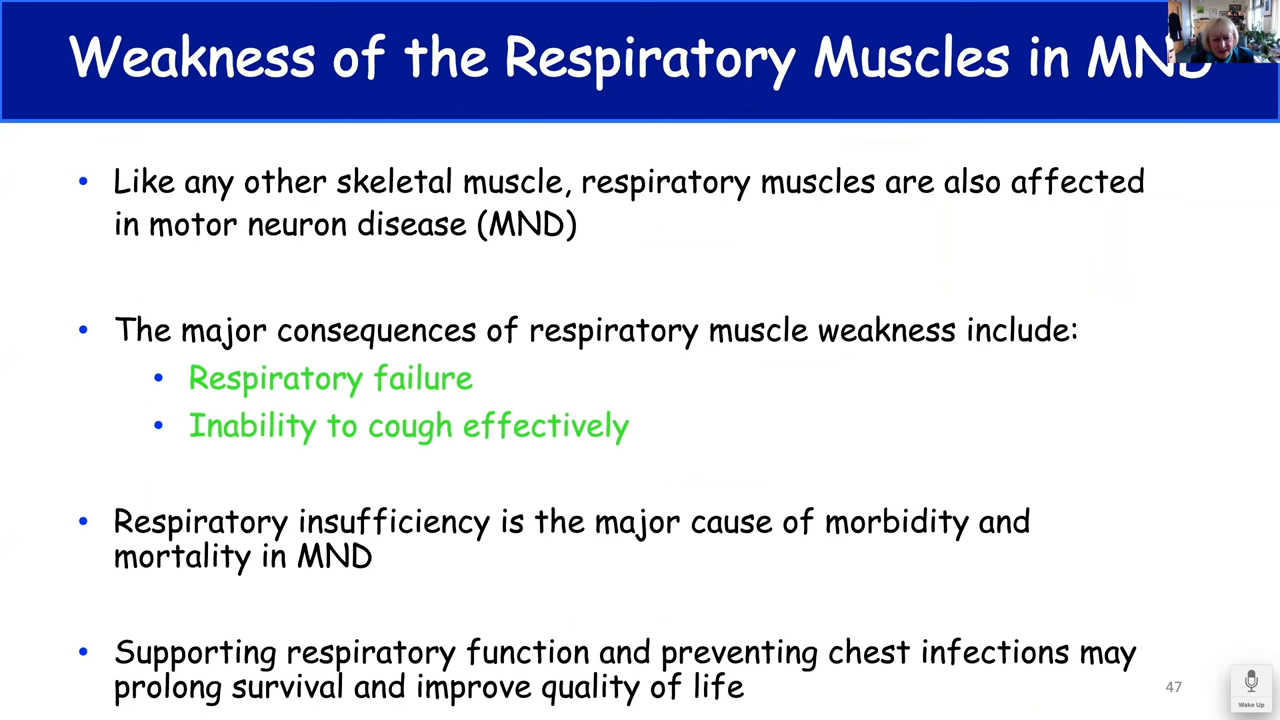 Weakness of the Respiratory Muscles in MND
• Like any other skeletal muscle, respiratory muscles are also affected
in motor neuron disease (MND)
• The major consequences of respiratory muscle weakness include:
• Respiratory failure
• Inability to cough effectively
• Respiratory insufficiency is the major cause of morbidity and
mortality in MND
• Supporting respiratory function and preventing chest infections may
prolong survival and improve quality of life
47
Wake Up